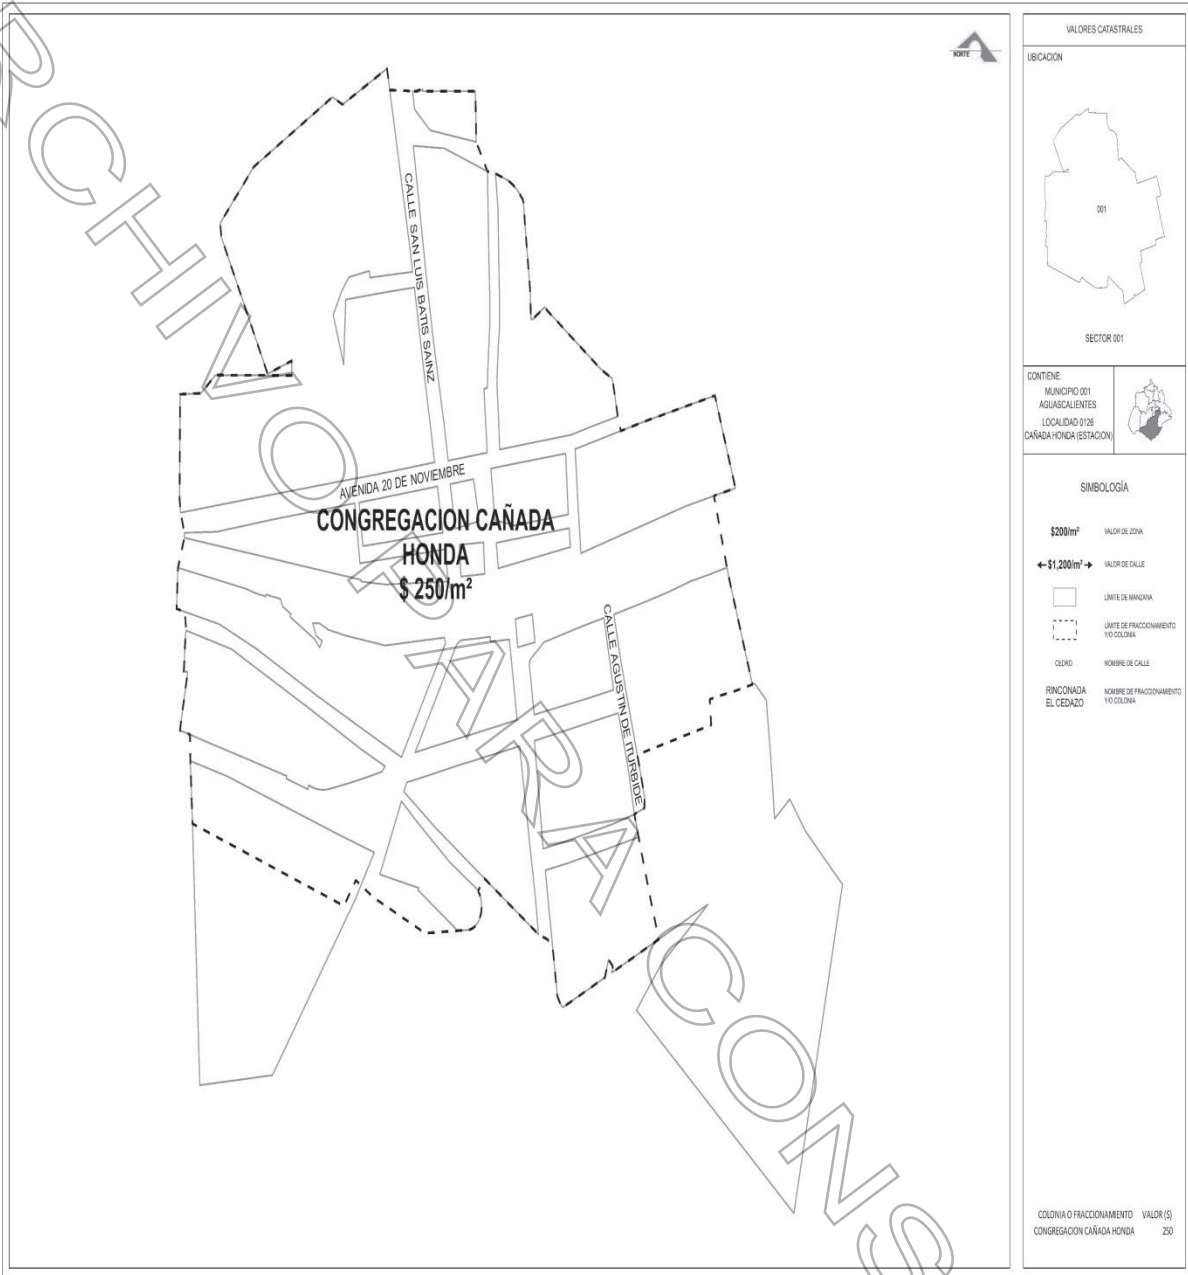 NORTE
CALLE SAN LUIS BATIS SAINZ
AVENIDA 20 DE NOVIEMBRE
CONGREGACION CAÑADA
HONDA
$ 250/m²
CALLE AGUSTIN DE ITURBIDE
RCHIVO PARA CONS
VALORES CATASTRALES
UBICACION
001
SECTOR 001
CONTIENE:
MUNICIPIO 001
AGUASCALIENTES
LOCALIDAD 0126
CAÑADA HONDA (ESTACION)
SIMBOLOGÍA
$200/m² VALOR DE ZONA
$1,200/m² VALOR DE CALLE
LÍMITE DE MANZANA
LÍMITE DE FRACCIONAMIENTO
Y/O COLONIA
CEDRO NOMBRE DE CALLE
RINCONADA
EL CEDAZO
NOMBRE DE FRACCIONAMIENTO
Y/O COLONIA
COLONIA O FRACCIONAMIENTO VALOR ($)
CONGREGACION CAÑADA HONDA 250